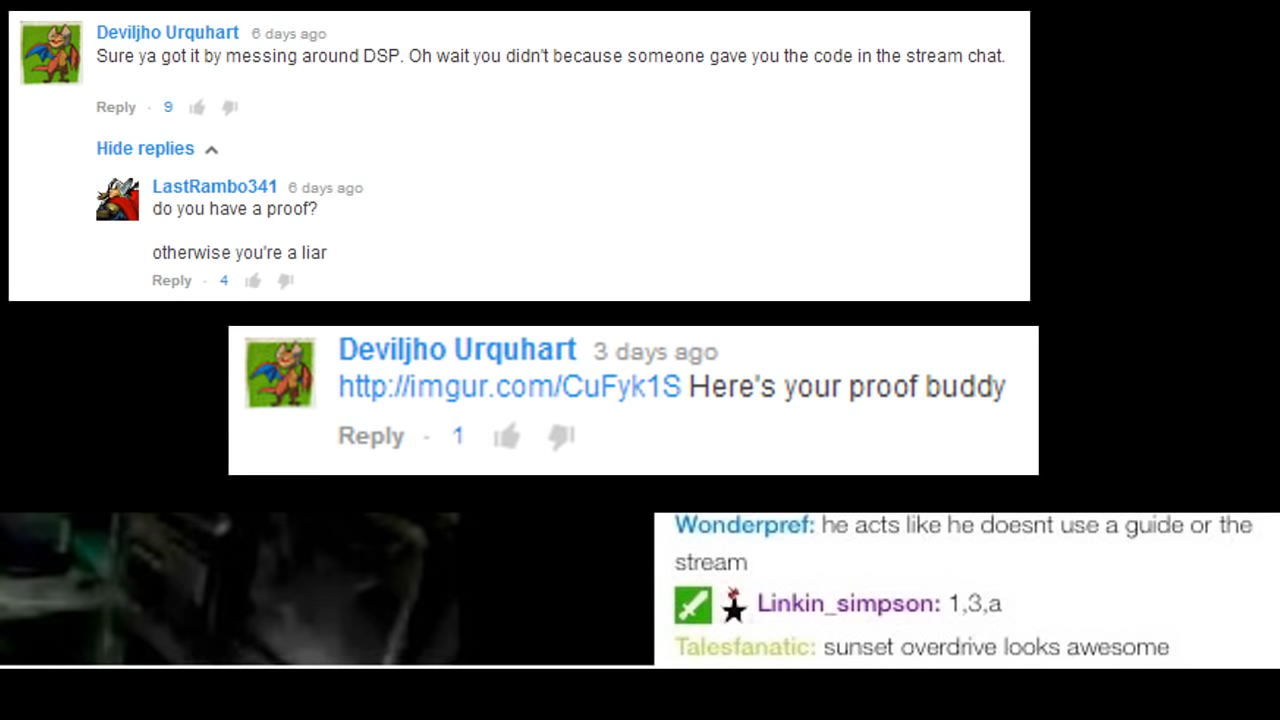 Deviljho Urquhart 6 days ago
Sure ya got it by messing around DSP. Oh wait you didn't because someone gave you the code in the stream chat.
Reply · 9
Hide replies
LastRambo341 6 days ago
do you have a proof?
otherwise you're a liar
Reply · 4
Deviljho Urquhart 3 days ago
http://imgur.com/CuFyk1S Here's your proof buddy
Reply · 1
Wonderpref: he acts like he doesnt use a guide or the
stream
Linkin_simpson: 1,3,a
Talesfanatic: sunset overdrive looks awesome